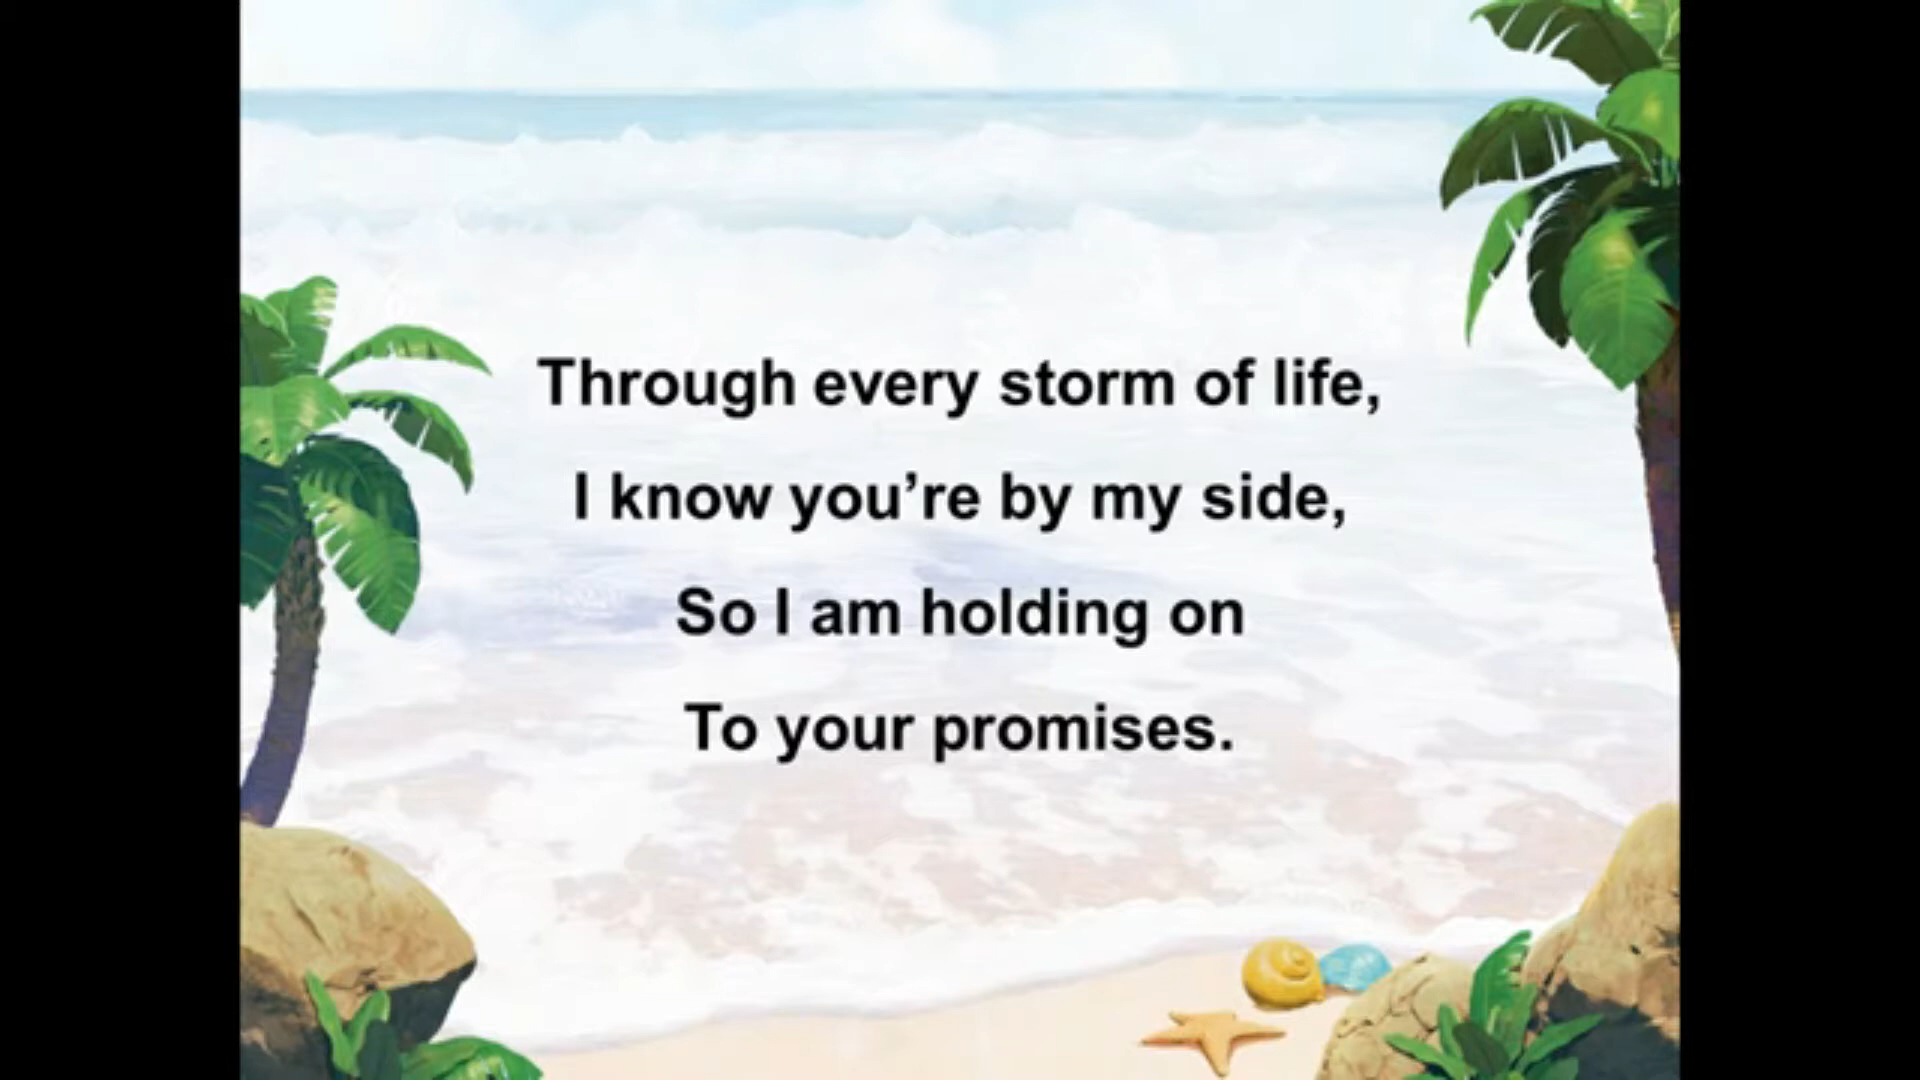 Through every storm of life,
I know you’re by my side,
So I am holding on
To your promises.